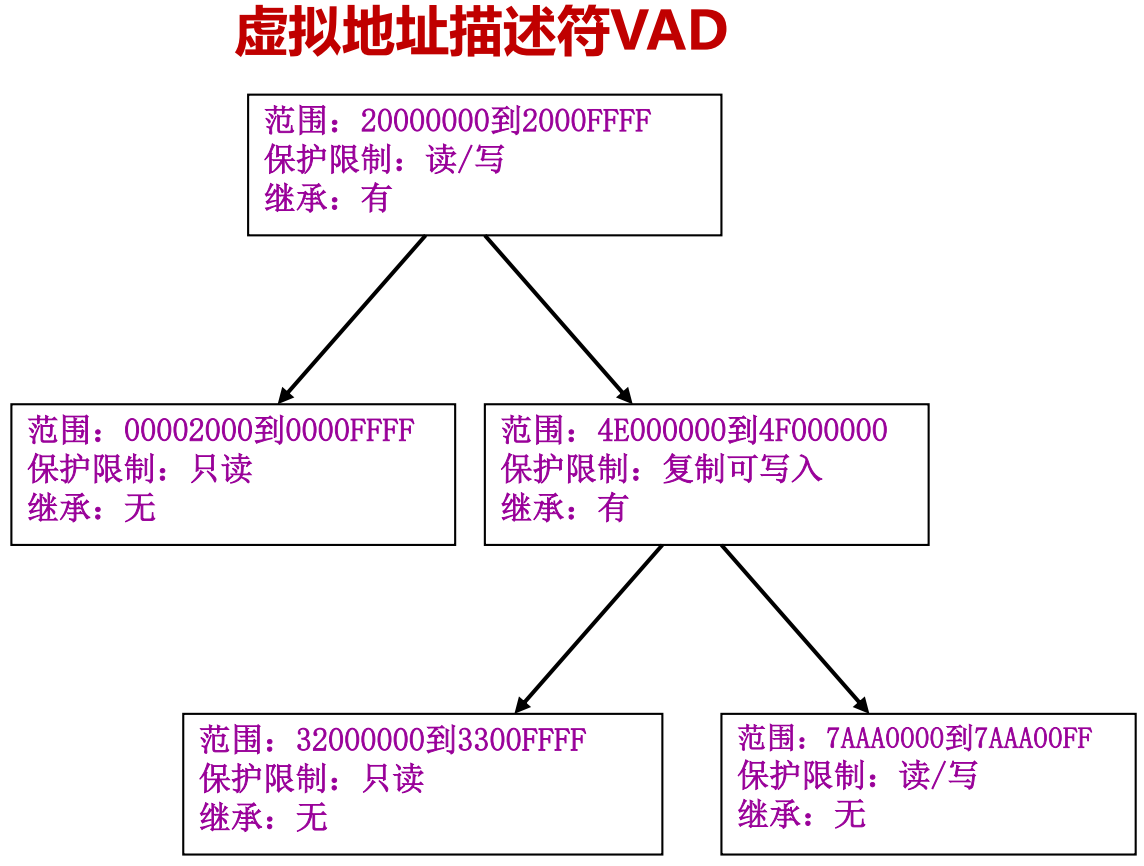 虚拟地址描述符VAD
范围：20000000到2000FFFF
保护限制：读/写
继承：有
范围：00002000到0000FFFF
保护限制：只读
继承：无
范围：4E000000到4F000000
保护限制：复制可写入
继承：有
范围：32000000到3300FFFF
保护限制：只读
继承：无
范围：7AAA0000到7AAA00FF
保护限制：读/写
继承：无